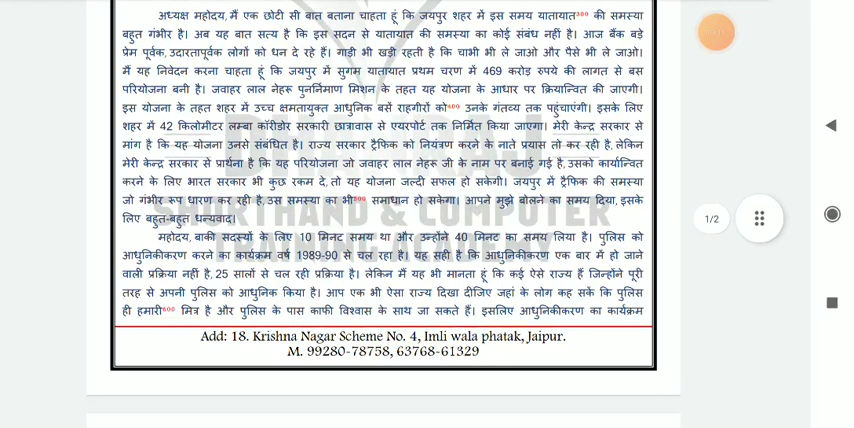 अध्यक्ष महोदय, मैं एक छोटी सी बात बताना चाहता हूं कि जयपुर शहर में इस समय यातायात³⁰⁰ की समस्या
बहुत गंभीर है। अब यह बात सत्य है कि इस सदन से यातायात की समस्या का कोई संबंध नहीं है। आज बैंक बड़े
प्रेम पूर्वक, उदारतापूर्वक लोगों को धन दे रहे हैं। गाड़ी भी खड़ी रहती है कि चाभी भी ले जाओ और पैसे भी ले जाओ।
मैं यह निवेदन करना चाहता हूं कि जयपुर में सुगम यातायात प्रथम चरण में 469 करोड़ रुपये की लागत से बस
परियोजना बनी है। जवाहर लाल नेहरू पुनर्निमाण मिशन के तहत यह योजना के आधार पर क्रियान्वित की जाएगी।
इस योजना के तहत शहर में उच्च क्षमतायुक्त आधुनिक बसें राहगीरों को⁴⁰⁰ उनके गंतव्य तक पहुंचाएंगी। इसके लिए
शहर में 42 किलोमीटर लम्बा कॉरीडोर सरकारी छात्रावास से एयरपोर्ट तक निर्मित किया जाएगा। मेरी केन्द्र सरकार से
मांग है कि यह योजना उनसे संबंधित है। राज्य सरकार ट्रैफिक को नियंत्रण करने के नाते प्रयास तो कर रही है, लेकिन
मेरी केन्द्र सरकार से प्रार्थना है कि यह परियोजना जो जवाहर लाल नेहरू जी के नाम पर बनाई गई है, उसको कार्यान्वित
करने के लिए भारत सरकार भी कुछ रकम दे, तो यह योजना जल्दी सफल हो सकेगी। जयपुर में ट्रैफिक की समस्या
जो गंभीर रूप धारण कर रही है, उस समस्या का भी⁵⁰⁰ समाधान हो सकेगा। आपने मुझे बोलने का समय दिया, इसके
लिए बहुत-बहुत धन्यवाद।
महोदय, बाकी सदस्यों के लिए 10 मिनट समय था और उन्होंने 40 मिनट का समय लिया है। पुलिस को
आधुनिकीकरण करने का कार्यक्रम वर्ष 1989-90 से चल रहा है। यह सही है कि आधुनिकीकरण एक बार में हो जाने
वाली प्रक्रिया नहीं है, 25 सालों से चल रही प्रक्रिया है। लेकिन मैं यह भी मानता हूं कि कई ऐसे राज्य हैं जिन्होंने पूरी
तरह से अपनी पुलिस को आधुनिक किया है। आप एक भी ऐसा राज्य दिखा दीजिए जहां के लोग कह सकें कि पुलिस
ही हमारी⁶⁰⁰ मित्र है और पुलिस के पास काफी विश्वास के साथ जा सकते हैं। इसलिए आधुनिकीकरण का कार्यक्रम
DHANRAJ
SHORTHAND & COMPUTER
TRAINING ACADEMY
Add: 18. Krishna Nagar Scheme No. 4, Imli wala phatak, Jaipur.
M. 99280-78758, 63768-61329
1/2